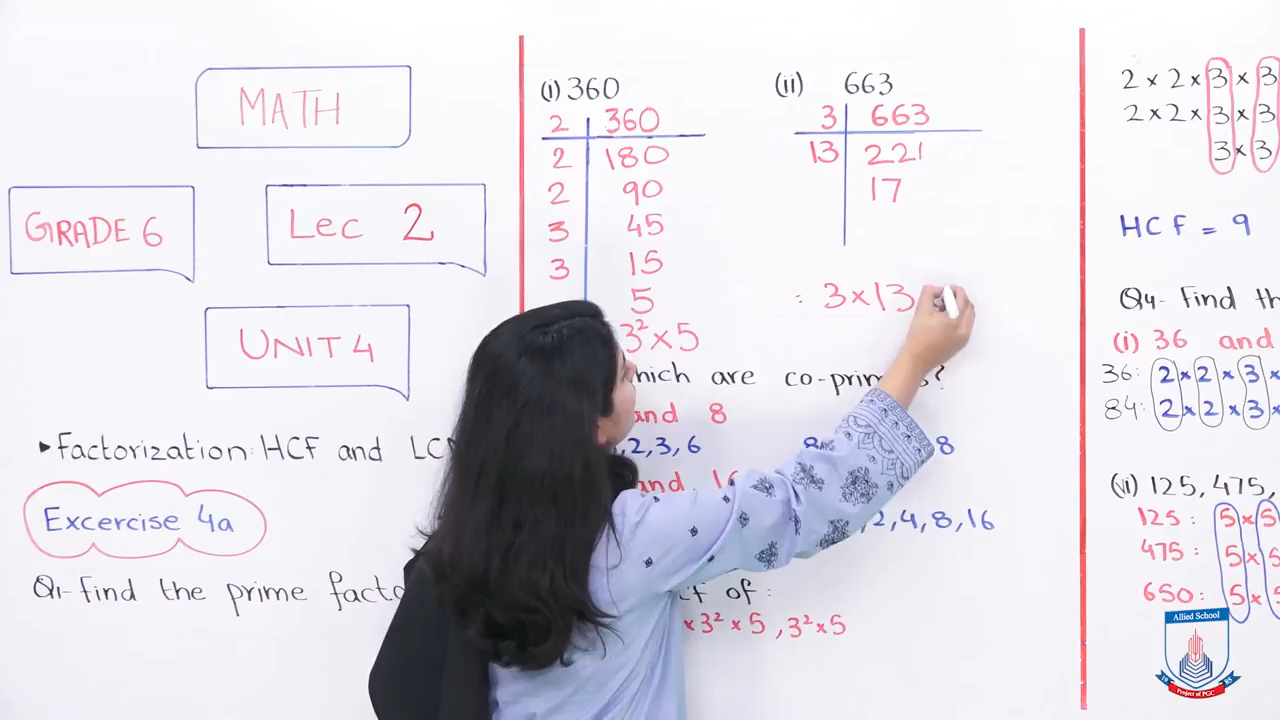 MATH
GRADE 6
Lec 2
UNIT 4
▸Factorization: HCF and LC
Excercise 4a
Q1-find the prime facto
(i) 360
2 | 360
2 | 180
2 | 90
3 | 45
3 | 15
5
3² × 5
(ii) 663
3 | 663
13 | 221
17
: 3×13
hich are co-prim ?
and 8
,2,3,6
8
and 16
,2,4,8,16
of :
×3²×5 ,3²×5
2×2×3×3
2×2×3×3
3×3
HCF = 9
Q4- Find th
(i) 36 and
36: 2×2×3×
84: 2×2×3×
(vi) 125,475,
125: 5×5
475: 5×5
650: 5×5
Allied School
19 85
Project of PGC